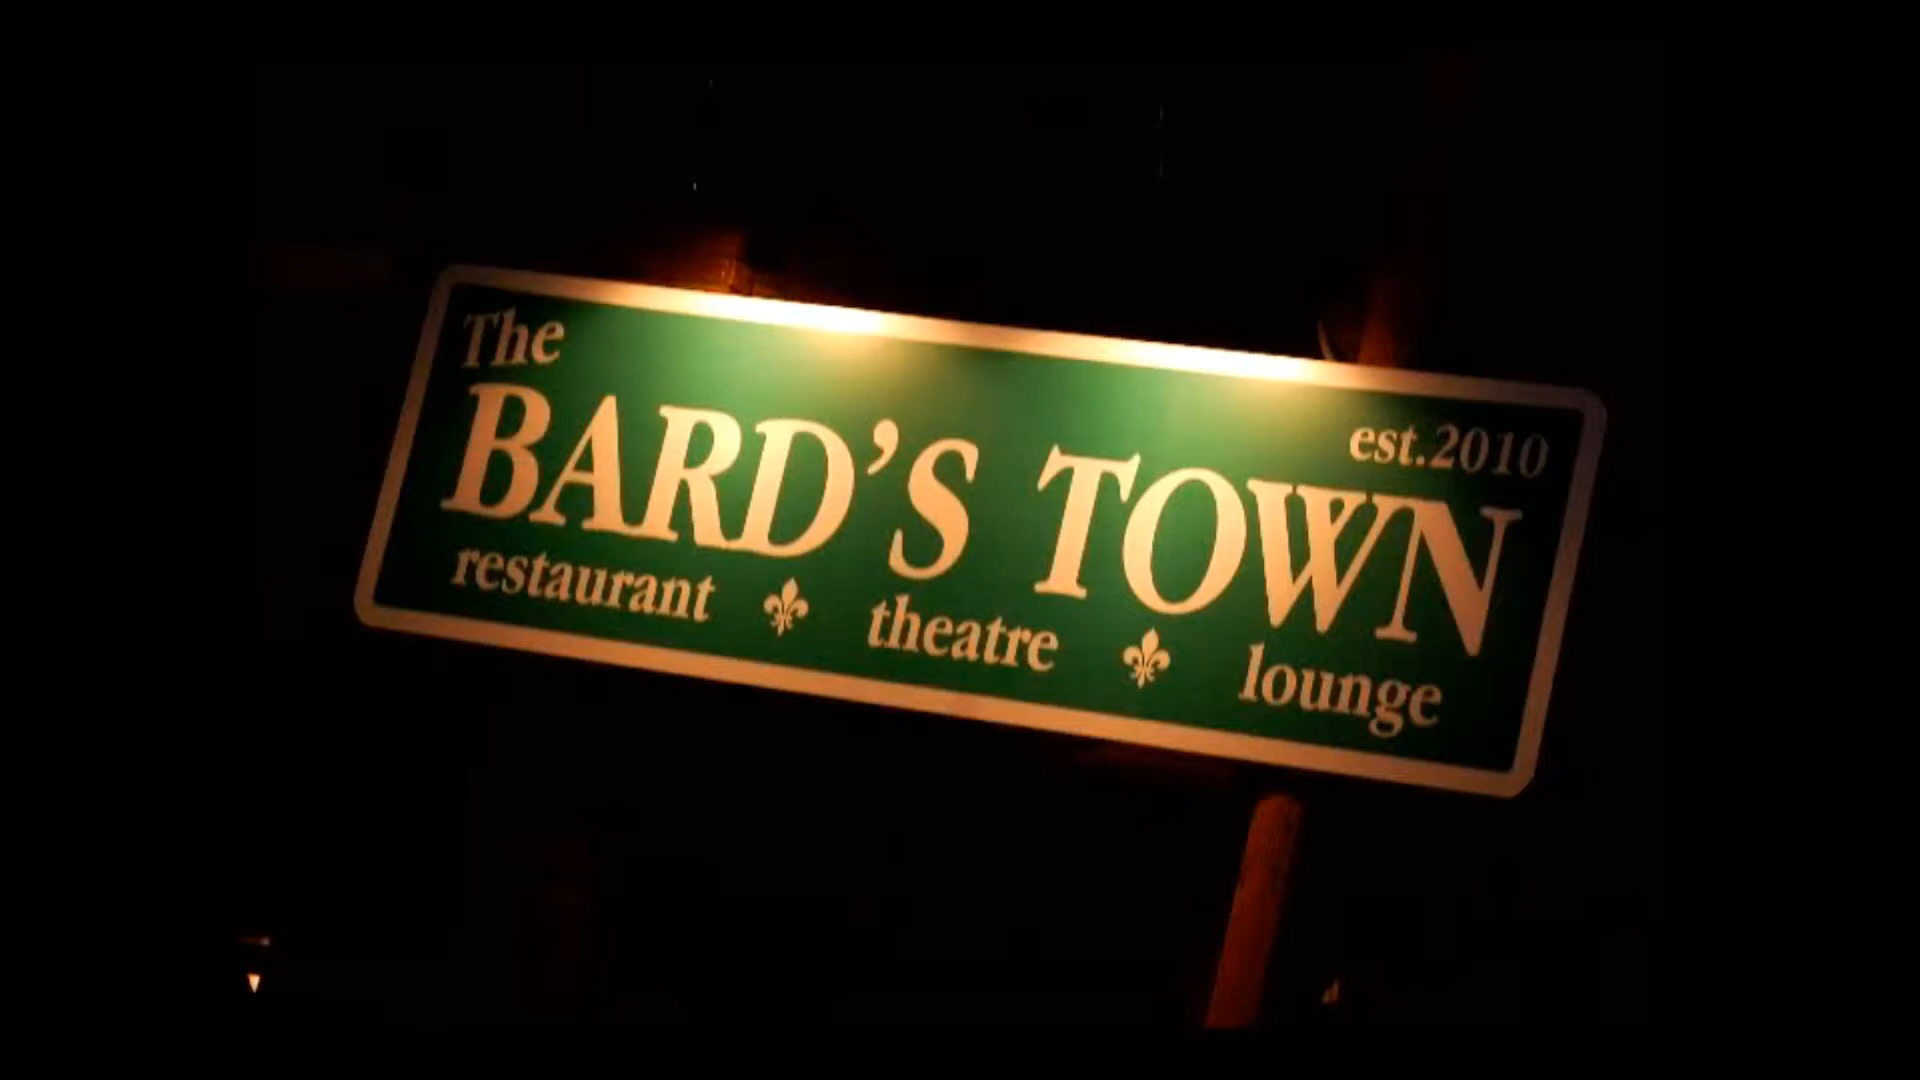 The
est.2010
BARD'S TOWN
restaurant ⚜ theatre ⚜ lounge